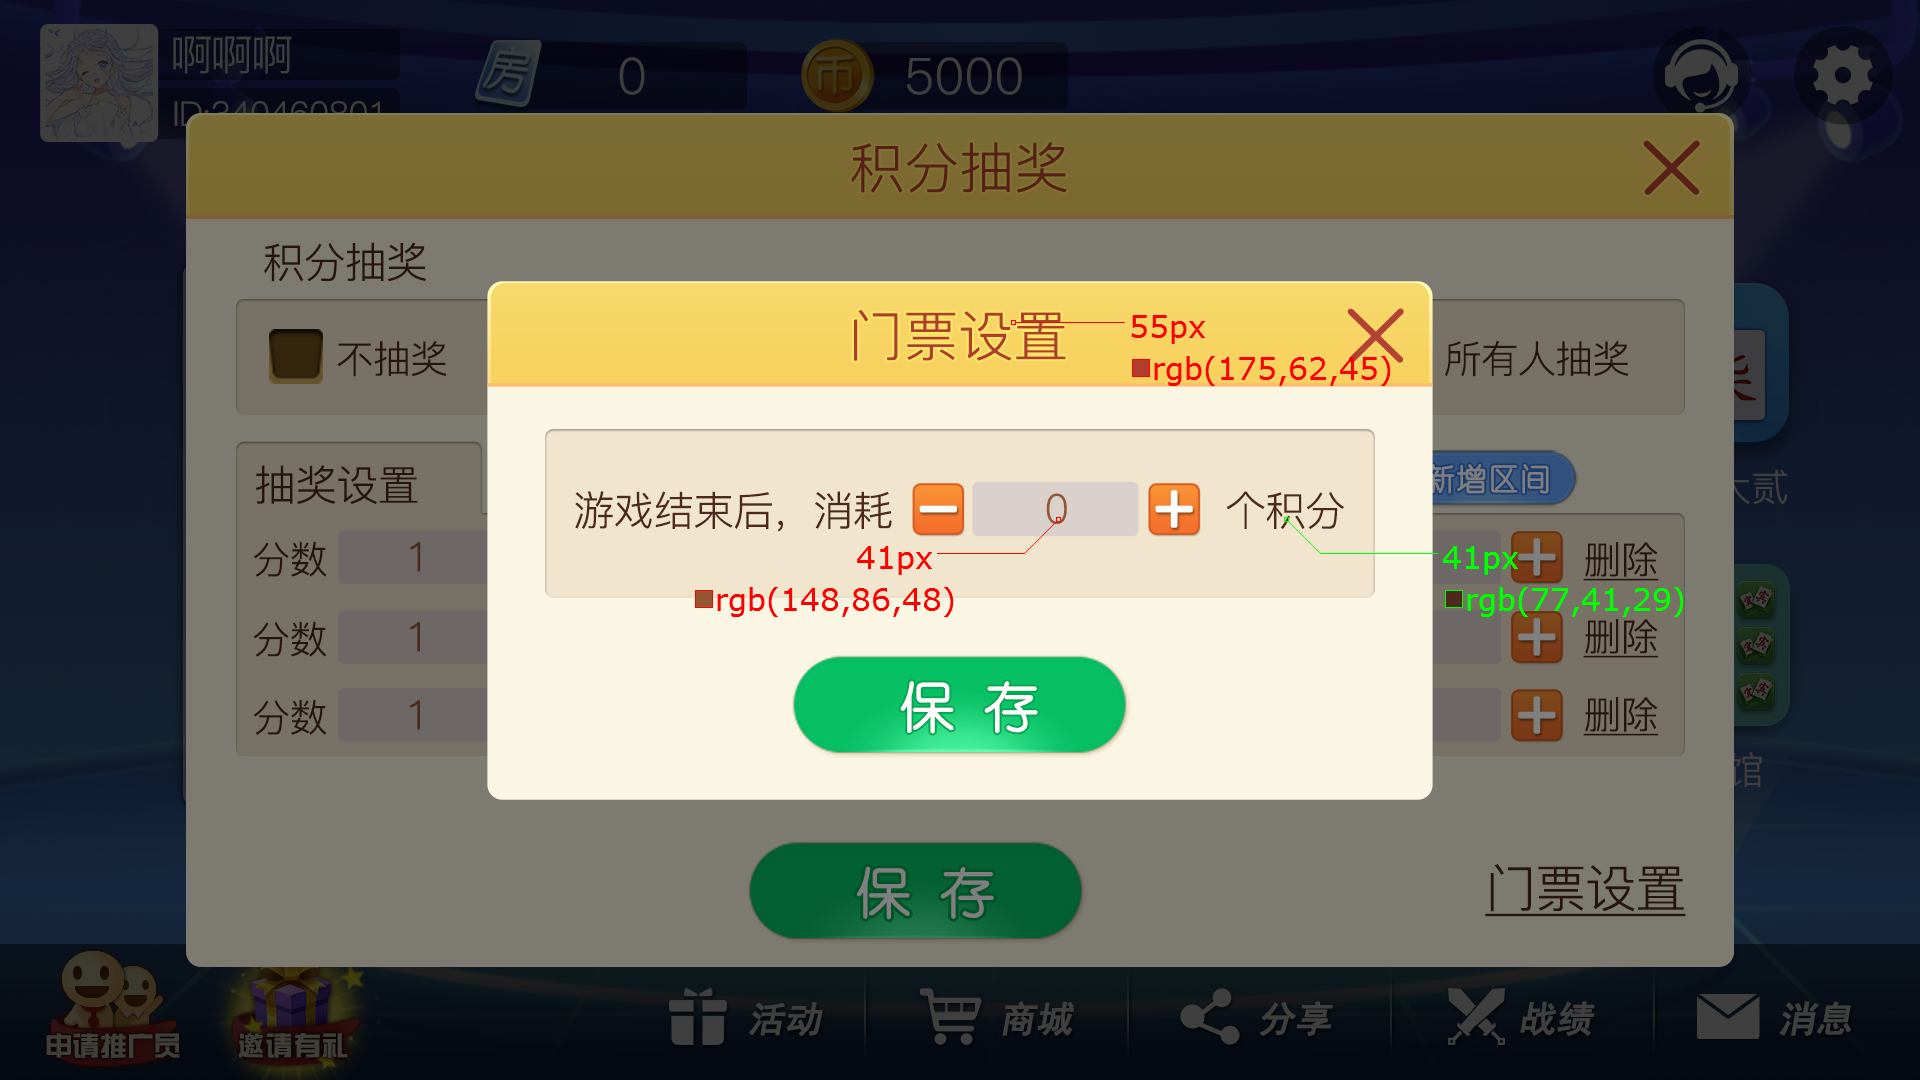 啊啊啊
ID:340460801
房 0
币 5000
积分抽奖
积分抽奖
不抽奖
所有人抽奖
门票设置
55px
rgb(175,62,45)
抽奖设置
新增区间
游戏结束后，消耗 0 个积分
41px
rgb(148,86,48)
41px
rgb(77,41,29)
分数 1 删除
分数 1 删除
分数 1 删除
保存
保存
门票设置
大贰
馆
申请推广员
邀请有礼
活动
商城
分享
战绩
消息